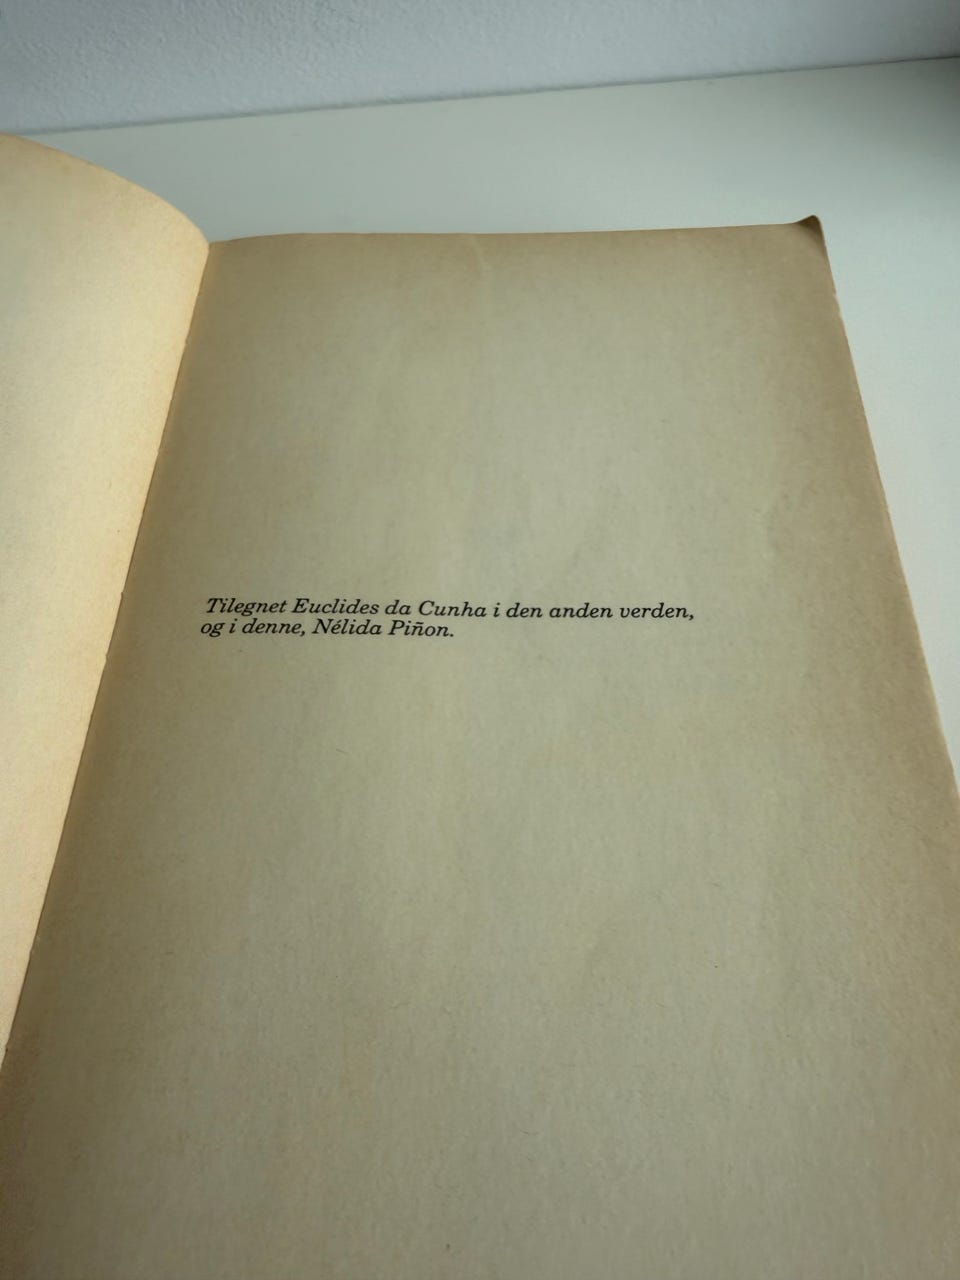 Tilegnet Euclides da Cunha i den anden verden,
og i denne, Nélida Piñon.